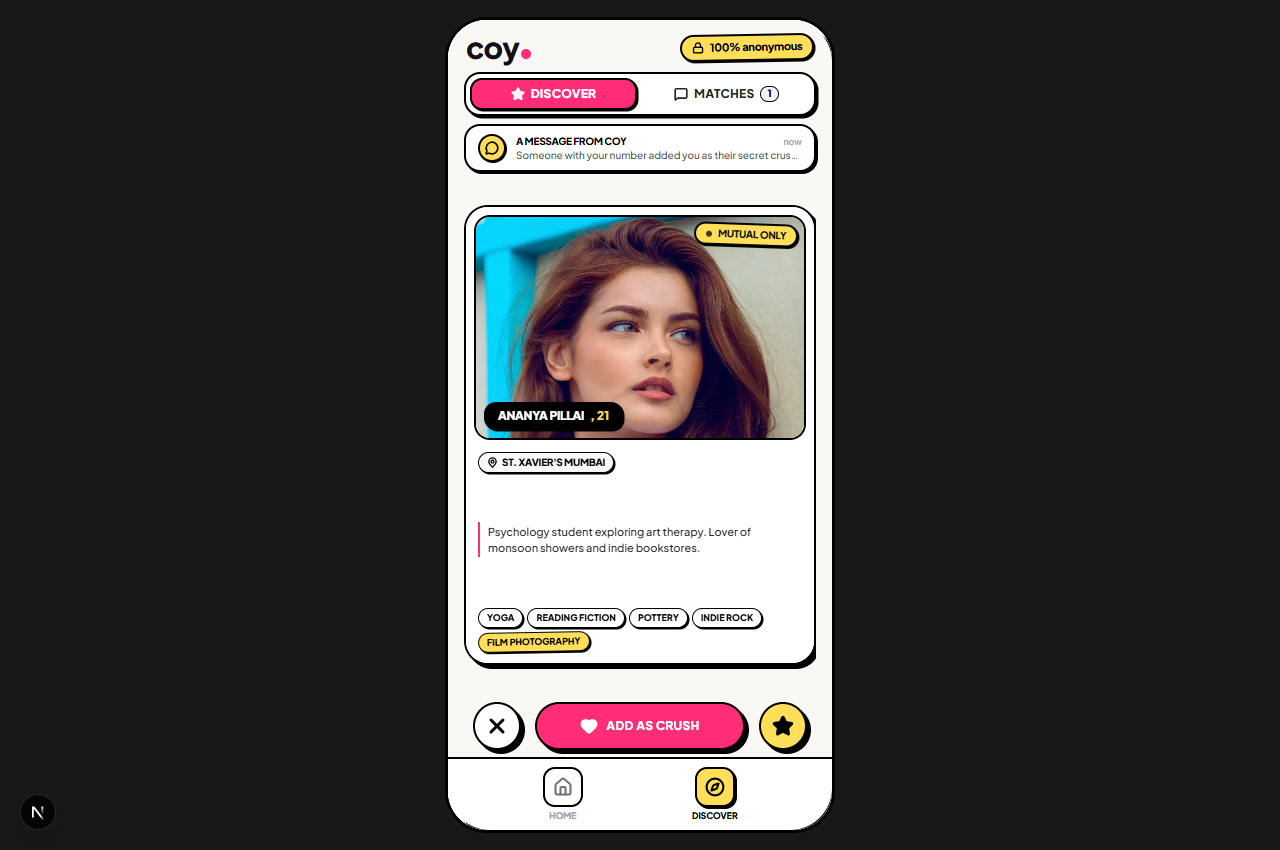 coy
100% anonymous
DISCOVER
MATCHES 1
A MESSAGE FROM COY
now
Someone with your number added you as their secret crus...
MUTUAL ONLY
ANANYA PILLAI , 21
ST. XAVIER'S MUMBAI
Psychology student exploring art therapy. Lover of
monsoon showers and indie bookstores.
YOGA
READING FICTION
POTTERY
INDIE ROCK
FILM PHOTOGRAPHY
ADD AS CRUSH
HOME
DISCOVER
N